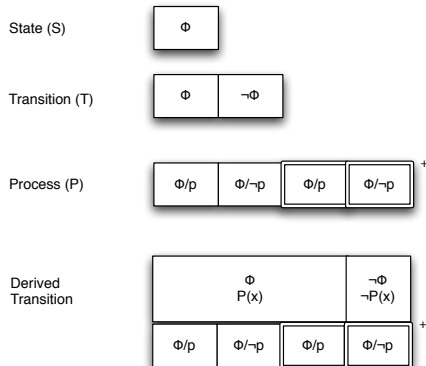 State (S)
Φ
Transition (T)
Φ ¬Φ
Process (P)
Φ/p Φ/¬p Φ/p Φ/¬p +
Derived
Transition
Φ ¬Φ
P(x) ¬P(x)
+
Φ/p Φ/¬p Φ/p Φ/¬p